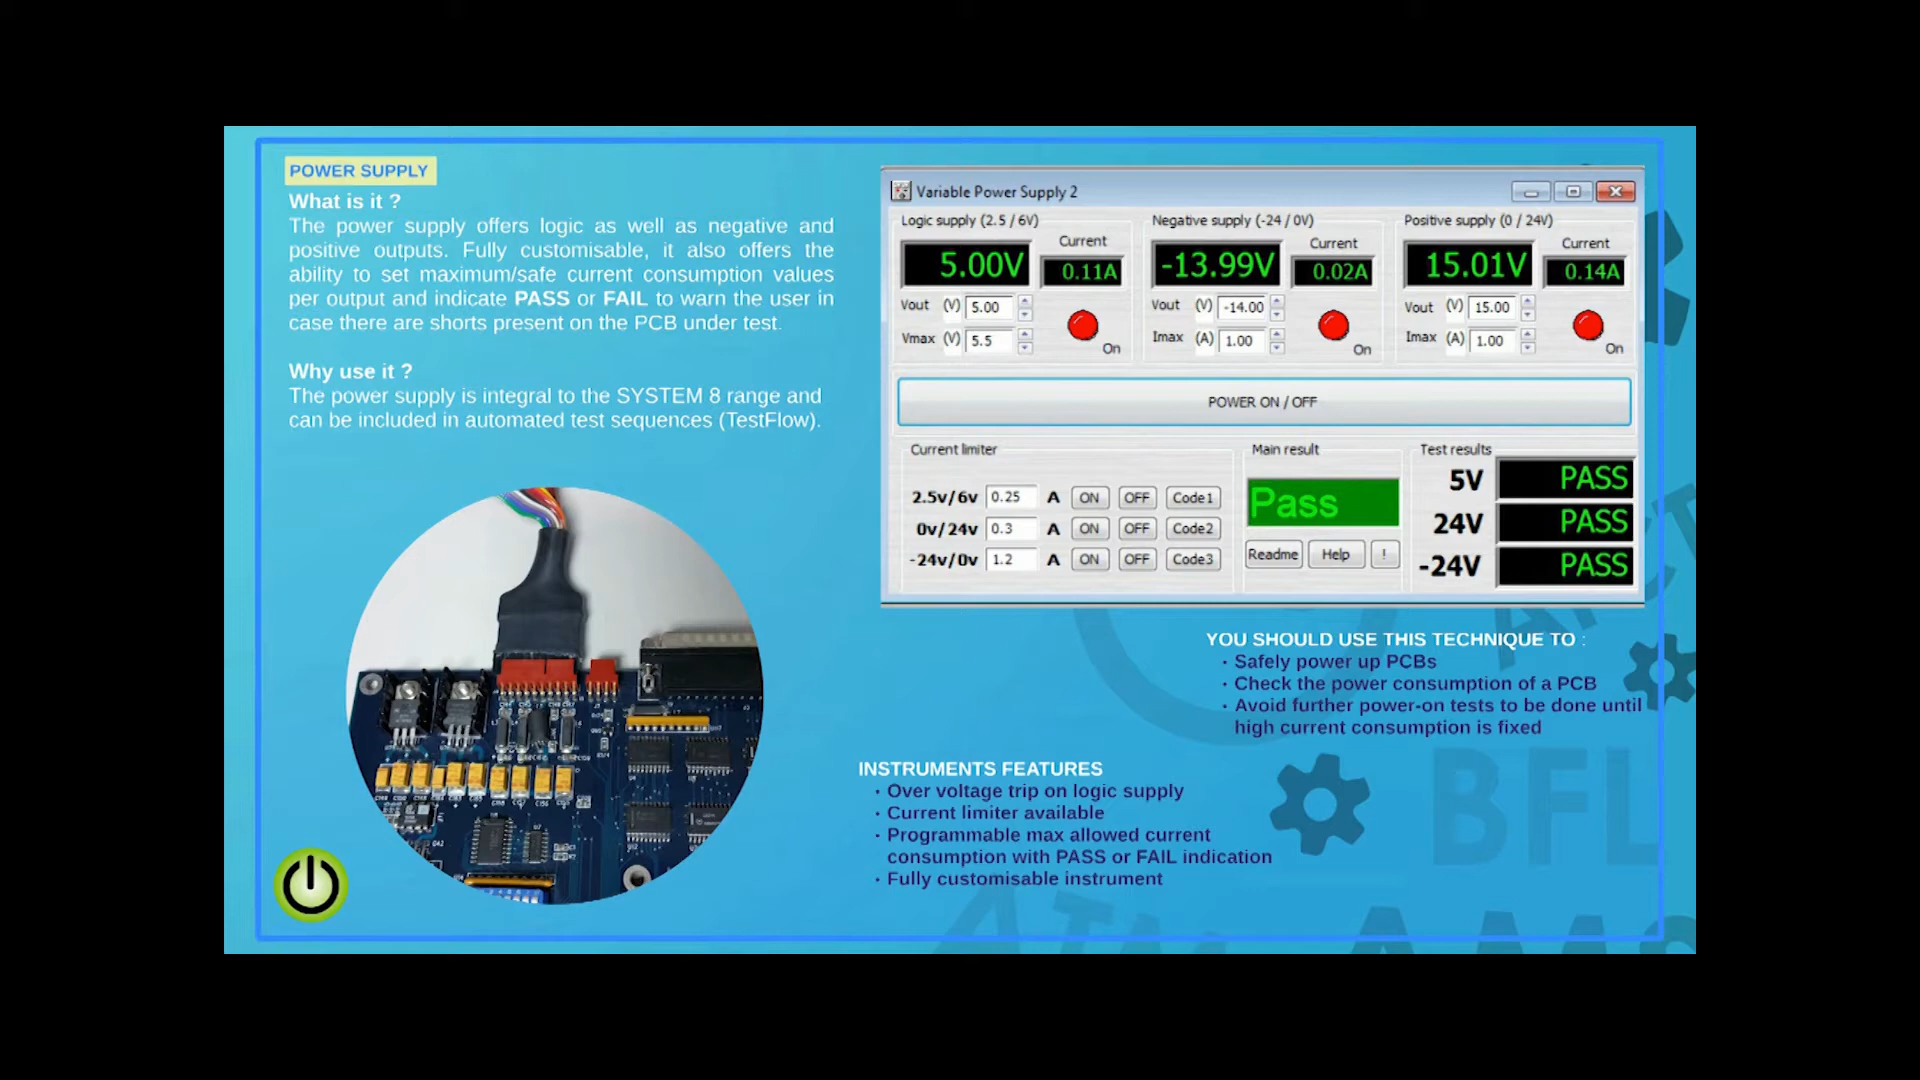 POWER SUPPLY
What is it ?
The power supply offers logic as well as negative and
positive outputs. Fully customisable, it also offers the
ability to set maximum/safe current consumption values
per output and indicate PASS or FAIL to warn the user in
case there are shorts present on the PCB under test.
Why use it ?
The power supply is integral to the SYSTEM 8 range and
can be included in automated test sequences (TestFlow).
Variable Power Supply 2
Logic supply (2.5 / 6V)
5.00V
Current
0.11A
Vout (V) 5.00
Vmax (V) 5.5
On
Negative supply (-24 / 0V)
-13.99V
Current
0.02A
Vout (V) -14.00
Imax (A) 1.00
On
Positive supply (0 / 24V)
15.01V
Current
0.14A
Vout (V) 15.00
Imax (A) 1.00
On
POWER ON / OFF
Current limiter
2.5v/6v 0.25 A ON OFF Code1
0v/24v 0.3 A ON OFF Code2
-24v/0v 1.2 A ON OFF Code3
Main result
Pass
Readme Help !
Test results
5V PASS
24V PASS
-24V PASS
YOU SHOULD USE THIS TECHNIQUE TO :
· Safely power up PCBs
· Check the power consumption of a PCB
· Avoid further power-on tests to be done until
high current consumption is fixed
INSTRUMENTS FEATURES
· Over voltage trip on logic supply
· Current limiter available
· Programmable max allowed current
consumption with PASS or FAIL indication
· Fully customisable instrument
BFL